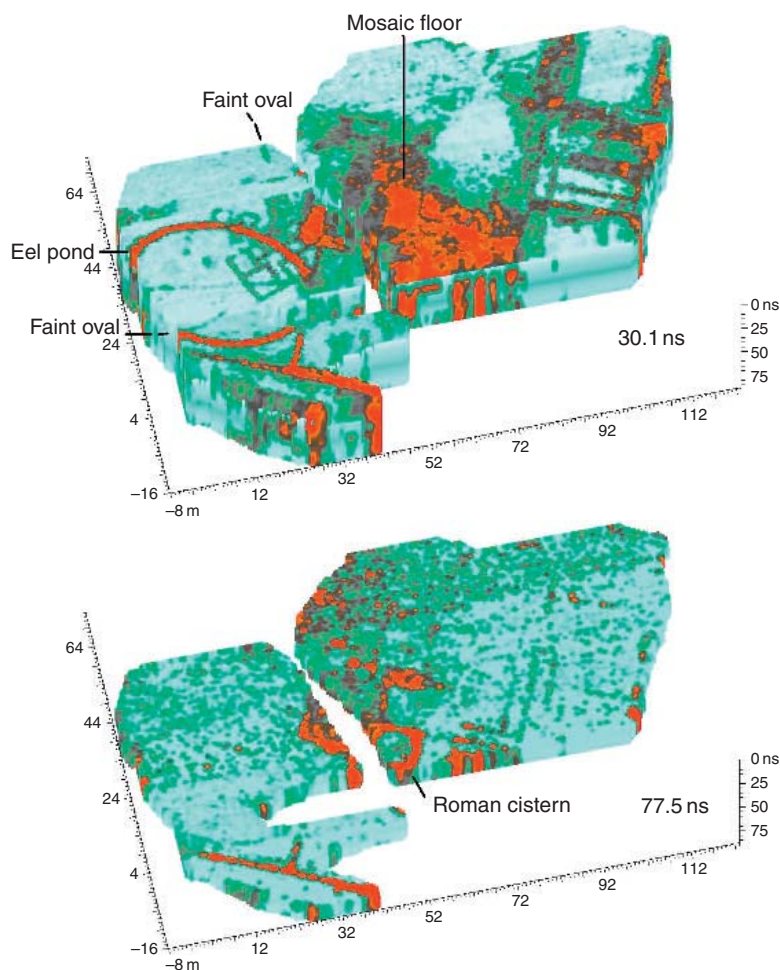 Mosaic floor
Faint oval
64
Eel pond
44
Faint oval
24
4
–16
–8 m
12
32
52
72
92
112
30.1 ns
0 ns
25
50
75
64
44
24
4
–16
–8 m
12
32
52
72
92
112
Roman cistern
77.5 ns
0 ns
25
50
75